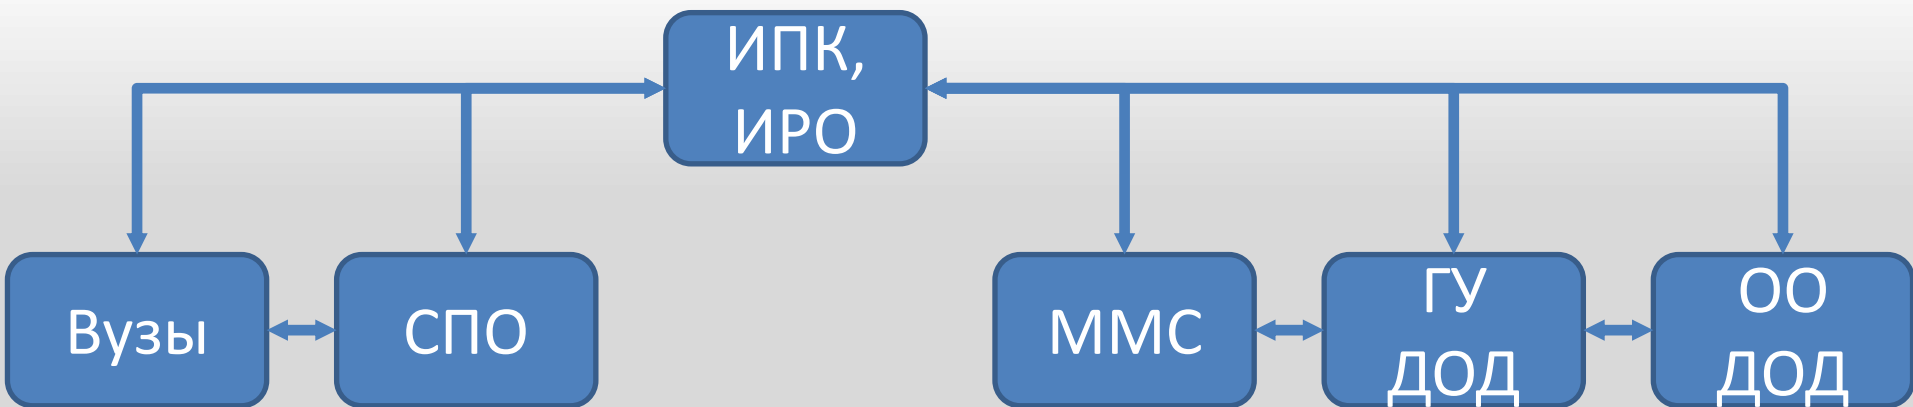 ИПК,
ИРО
Вузы
СПО
ММС
ГУ
ДОД
ОО
ДОД